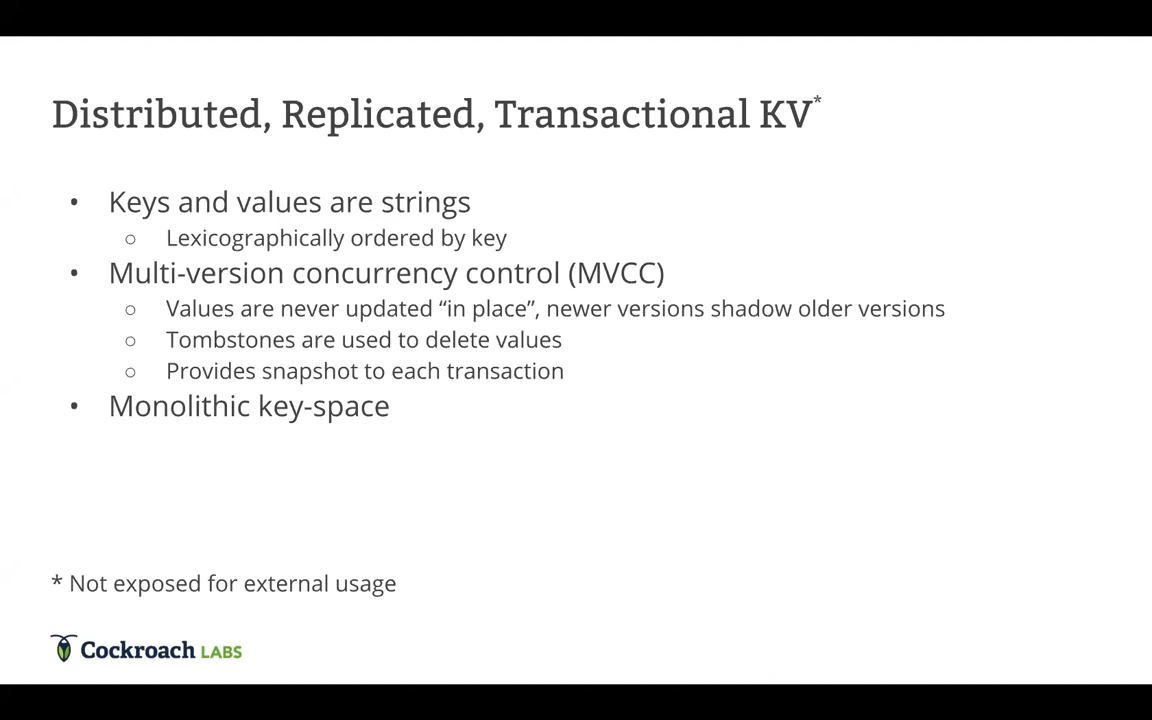 Distributed, Replicated, Transactional KV*
• Keys and values are strings
○ Lexicographically ordered by key
• Multi-version concurrency control (MVCC)
○ Values are never updated “in place”, newer versions shadow older versions
○ Tombstones are used to delete values
○ Provides snapshot to each transaction
• Monolithic key-space
* Not exposed for external usage
Cockroach LABS